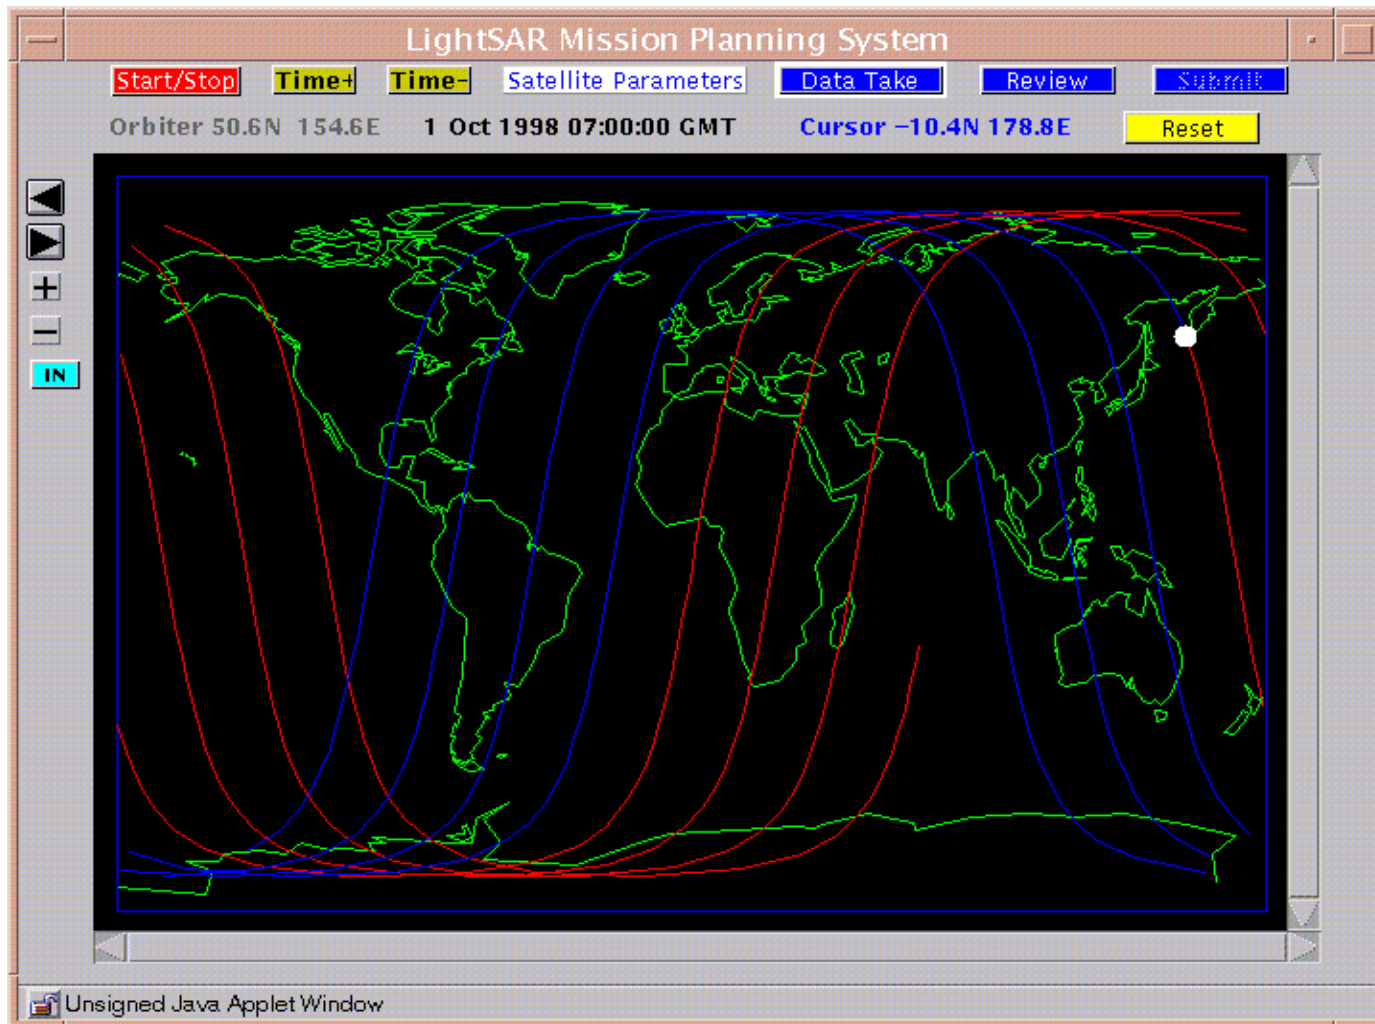 LightSAR Mission Planning System
Start/Stop Time+ Time- Satellite Parameters Data Take Review Submit
Orbiter 50.6N 154.6E 1 Oct 1998 07:00:00 GMT Cursor -10.4N 178.8E Reset
+
-
IN
Unsigned Java Applet Window